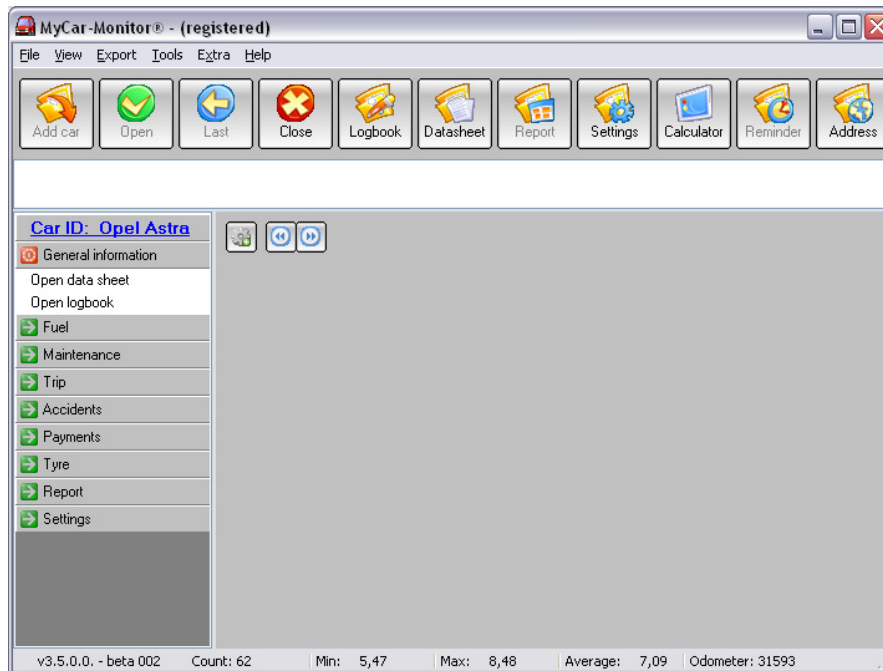 MyCar-Monitor® - (registered)
File View Export Tools Extra Help
Add car Open Last Close Logbook Datasheet Report Settings Calculator Reminder Address
Car ID: Opel Astra
General information
Open data sheet
Open logbook
Fuel
Maintenance
Trip
Accidents
Payments
Tyre
Report
Settings
v3.5.0.0. - beta 002 Count: 62 Min: 5,47 Max: 8,48 Average: 7,09 Odometer: 31593